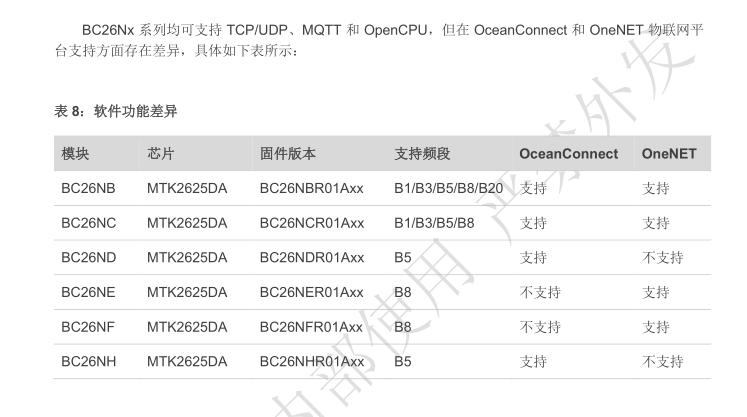 BC26Nx 系列均可支持 TCP/UDP、MQTT 和 OpenCPU，但在 OceanConnect 和 OneNET 物联网平
台支持方面存在差异，具体如下表所示：
表 8：软件功能差异
模块 芯片 固件版本 支持频段 OceanConnect OneNET
BC26NB MTK2625DA BC26NBR01Axx B1/B3/B5/B8/B20 支持 支持
BC26NC MTK2625DA BC26NCR01Axx B1/B3/B5/B8 支持 支持
BC26ND MTK2625DA BC26NDR01Axx B5 支持 不支持
BC26NE MTK2625DA BC26NER01Axx B8 不支持 支持
BC26NF MTK2625DA BC26NFR01Axx B8 不支持 支持
BC26NH MTK2625DA BC26NHR01Axx B5 支持 不支持
内部使用 严禁外发